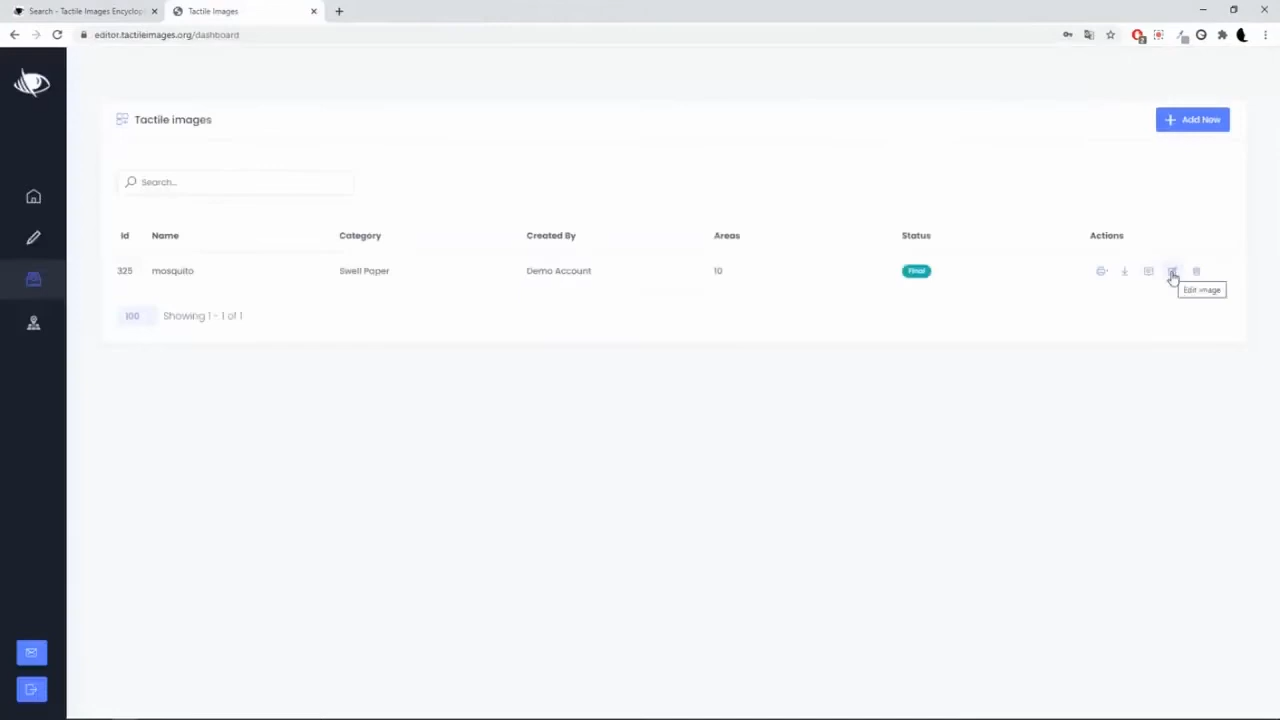 Search - Tactile Images Encyclop
Tactile Images
editor.tactileimages.org/dashboard
Tactile images
Add New
Search...
Id Name Category Created By Areas Status Actions
325 mosquito Swell Paper Demo Account 10 Final
Edit image
100 Showing 1 - 1 of 1